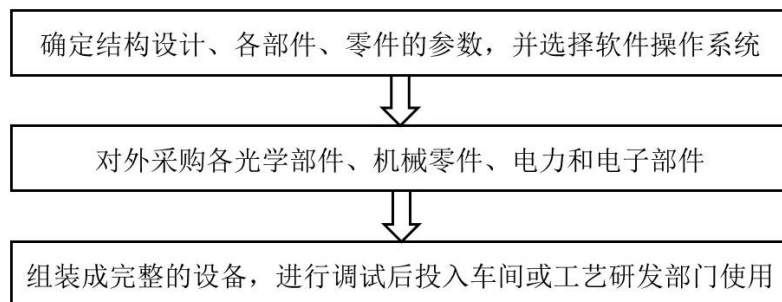 确定结构设计、各部件、零件的参数，并选择软件操作系统
对外采购各光学部件、机械零件、电力和电子部件
组装成完整的设备，进行调试后投入车间或工艺研发部门使用